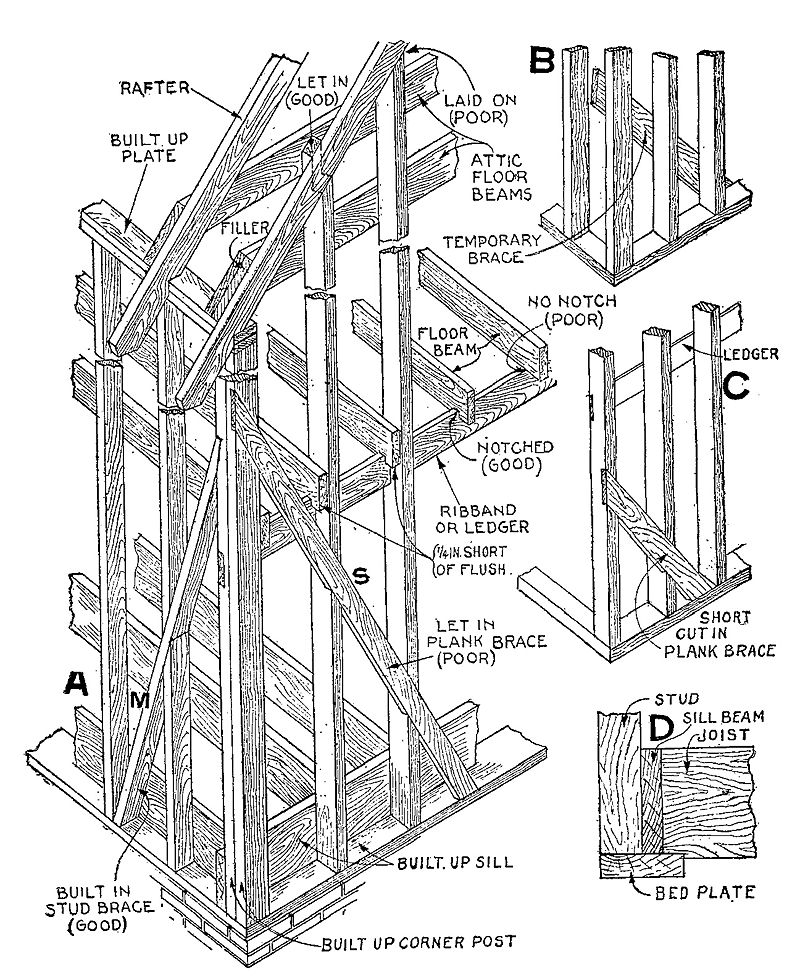 RAFTER
LET IN
(GOOD)
LAID ON
(POOR)
BUILT UP
PLATE
ATTIC
FLOOR
BEAMS
FILLER
B
TEMPORARY
BRACE
NO NOTCH
(POOR)
FLOOR
BEAM
LEDGER
C
NOTCHED
(GOOD)
RIBBAND
OR LEDGER
1/4 IN. SHORT
OF FLUSH.
S
LET IN
PLANK BRACE
(POOR)
SHORT
CUT IN
PLANK BRACE
A
M
STUD
D
SILL BEAM
JOIST
BUILT UP SILL
BED PLATE
BUILT IN
STUD BRACE
(GOOD)
BUILT UP CORNER POST